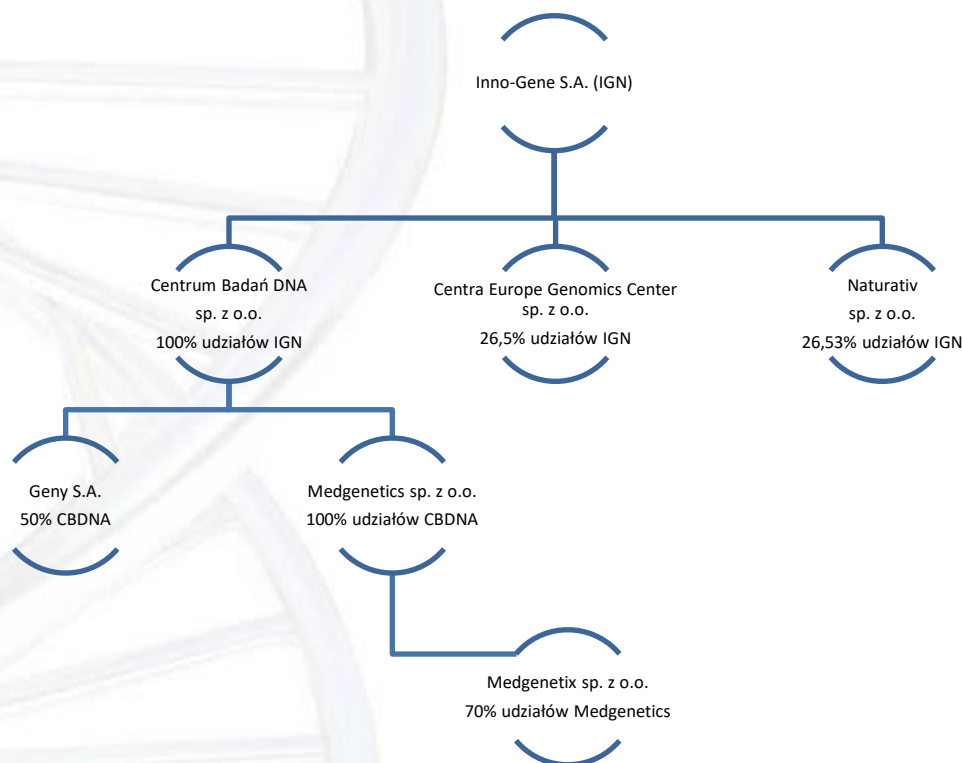 Inno-Gene S.A. (IGN)
Centrum Badań DNA
sp. z o.o.
100% udziałów IGN
Centra Europe Genomics Center
sp. z o.o.
26,5% udziałów IGN
Naturativ
sp. z o.o.
26,53% udziałów IGN
Geny S.A.
50% CBDNA
Medgenetics sp. z o.o.
100% udziałów CBDNA
Medgenetix sp. z o.o.
70% udziałów Medgenetics